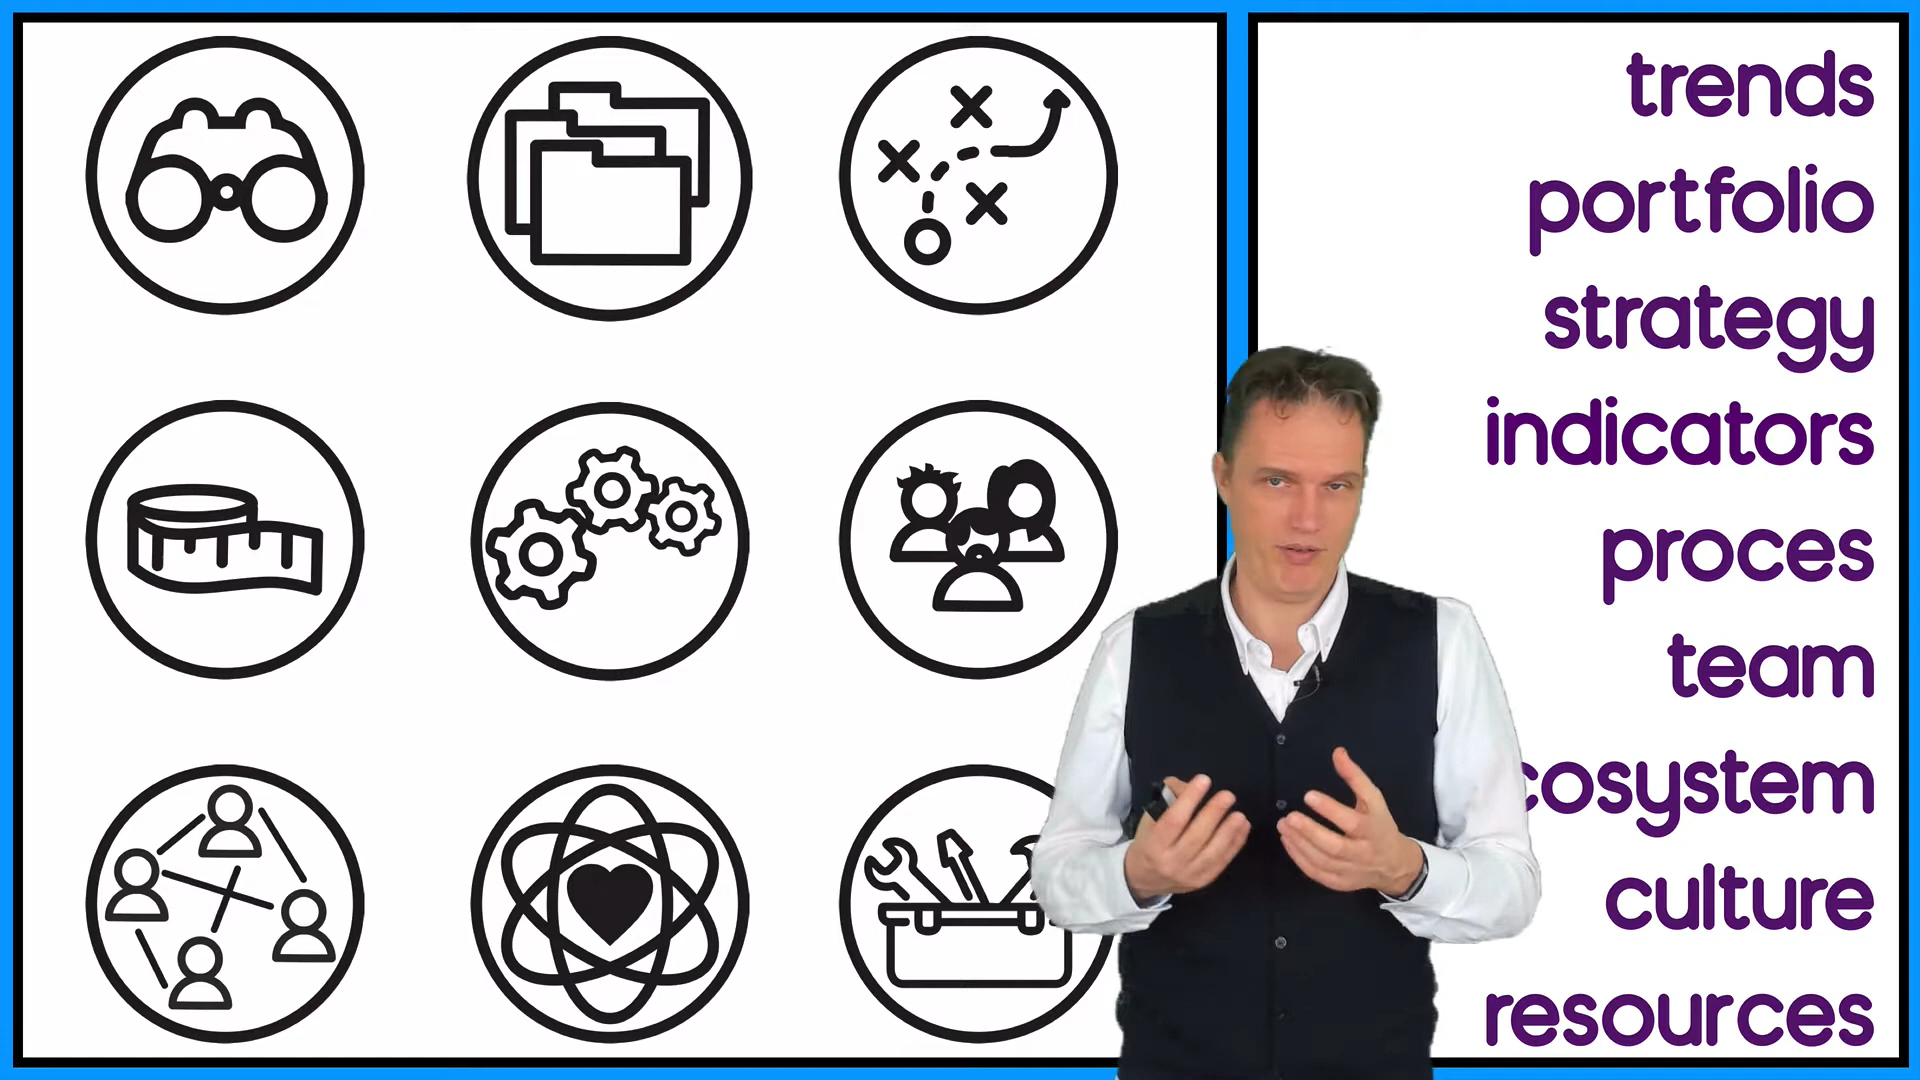 trends
portfolio
strategy
indicators
proces
team
cosystem
culture
resources